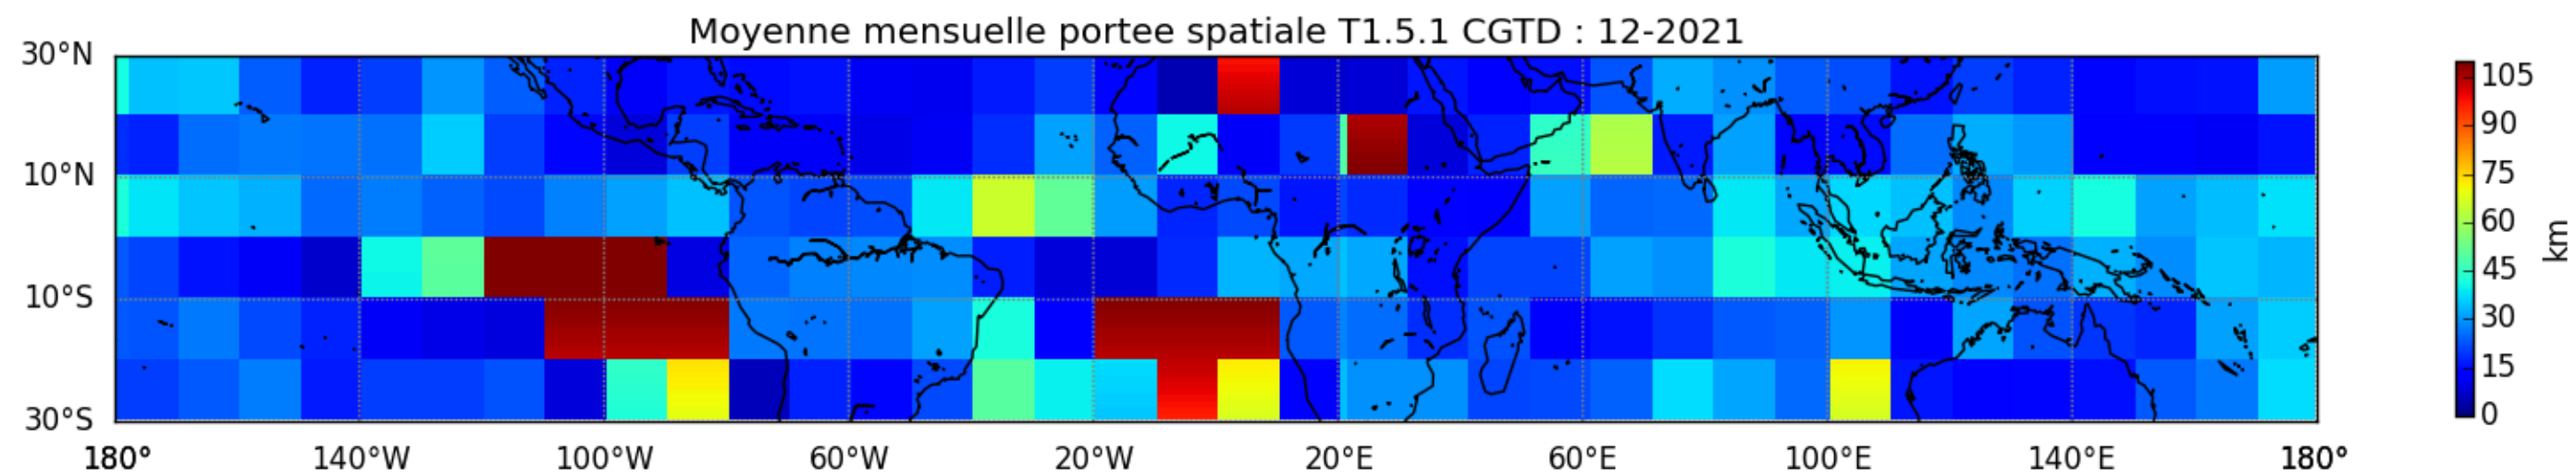 Moyenne mensuelle portee spatiale T1.5.1 CGTD : 12-2021
30°N
10°N
10°S
30°S
180° 140°W 100°W 60°W 20°W 20°E 60°E 100°E 140°E 180°
105
90
75
60
45
30
15
0
km